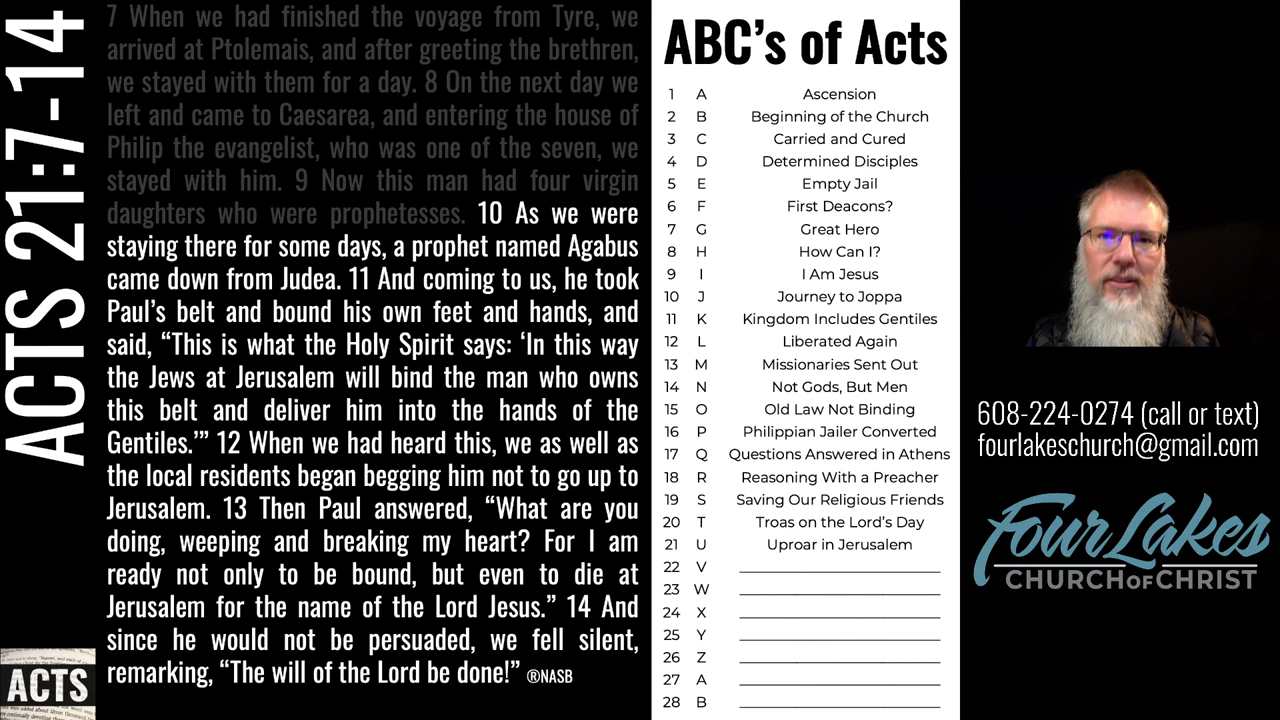 ACTS 21:7-14
7 When we had finished the voyage from Tyre, we
arrived at Ptolemais, and after greeting the brethren,
we stayed with them for a day. 8 On the next day we
left and came to Caesarea, and entering the house of
Philip the evangelist, who was one of the seven, we
stayed with him. 9 Now this man had four virgin
daughters who were prophetesses. 10 As we were
staying there for some days, a prophet named Agabus
came down from Judea. 11 And coming to us, he took
Paul’s belt and bound his own feet and hands, and
said, “This is what the Holy Spirit says: ‘In this way
the Jews at Jerusalem will bind the man who owns
this belt and deliver him into the hands of the
Gentiles.’” 12 When we had heard this, we as well as
the local residents began begging him not to go up to
Jerusalem. 13 Then Paul answered, “What are you
doing, weeping and breaking my heart? For I am
ready not only to be bound, but even to die at
Jerusalem for the name of the Lord Jesus.” 14 And
since he would not be persuaded, we fell silent,
remarking, “The will of the Lord be done!” ®NASB
ACTS
ABC’s of Acts
1 A Ascension
2 B Beginning of the Church
3 C Carried and Cured
4 D Determined Disciples
5 E Empty Jail
6 F First Deacons?
7 G Great Hero
8 H How Can I?
9 I I Am Jesus
10 J Journey to Joppa
11 K Kingdom Includes Gentiles
12 L Liberated Again
13 M Missionaries Sent Out
14 N Not Gods, But Men
15 O Old Law Not Binding
16 P Philippian Jailer Converted
17 Q Questions Answered in Athens
18 R Reasoning With a Preacher
19 S Saving Our Religious Friends
20 T Troas on the Lord’s Day
21 U Uproar in Jerusalem
22 V
23 W
24 X
25 Y
26 Z
27 A
28 B
608-224-0274 (call or text)
fourlakeschurch@gmail.com
Four Lakes
CHURCH OF CHRIST